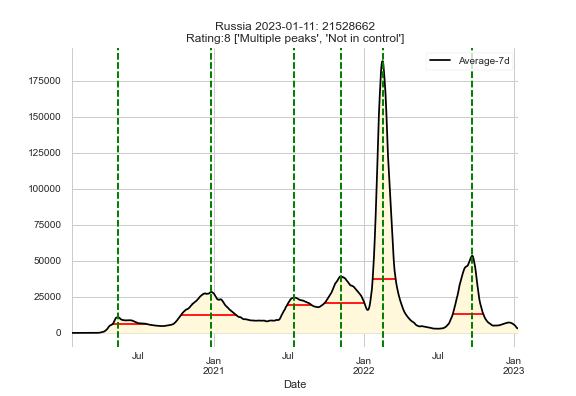 Russia 2023-01-11: 21528662
Rating:8 ['Multiple peaks', 'Not in control']
Average-7d
175000
150000
125000
100000
75000
50000
25000
0
Jul
Jan
2021
Jul
Jan
2022
Jul
Jan
2023
Date